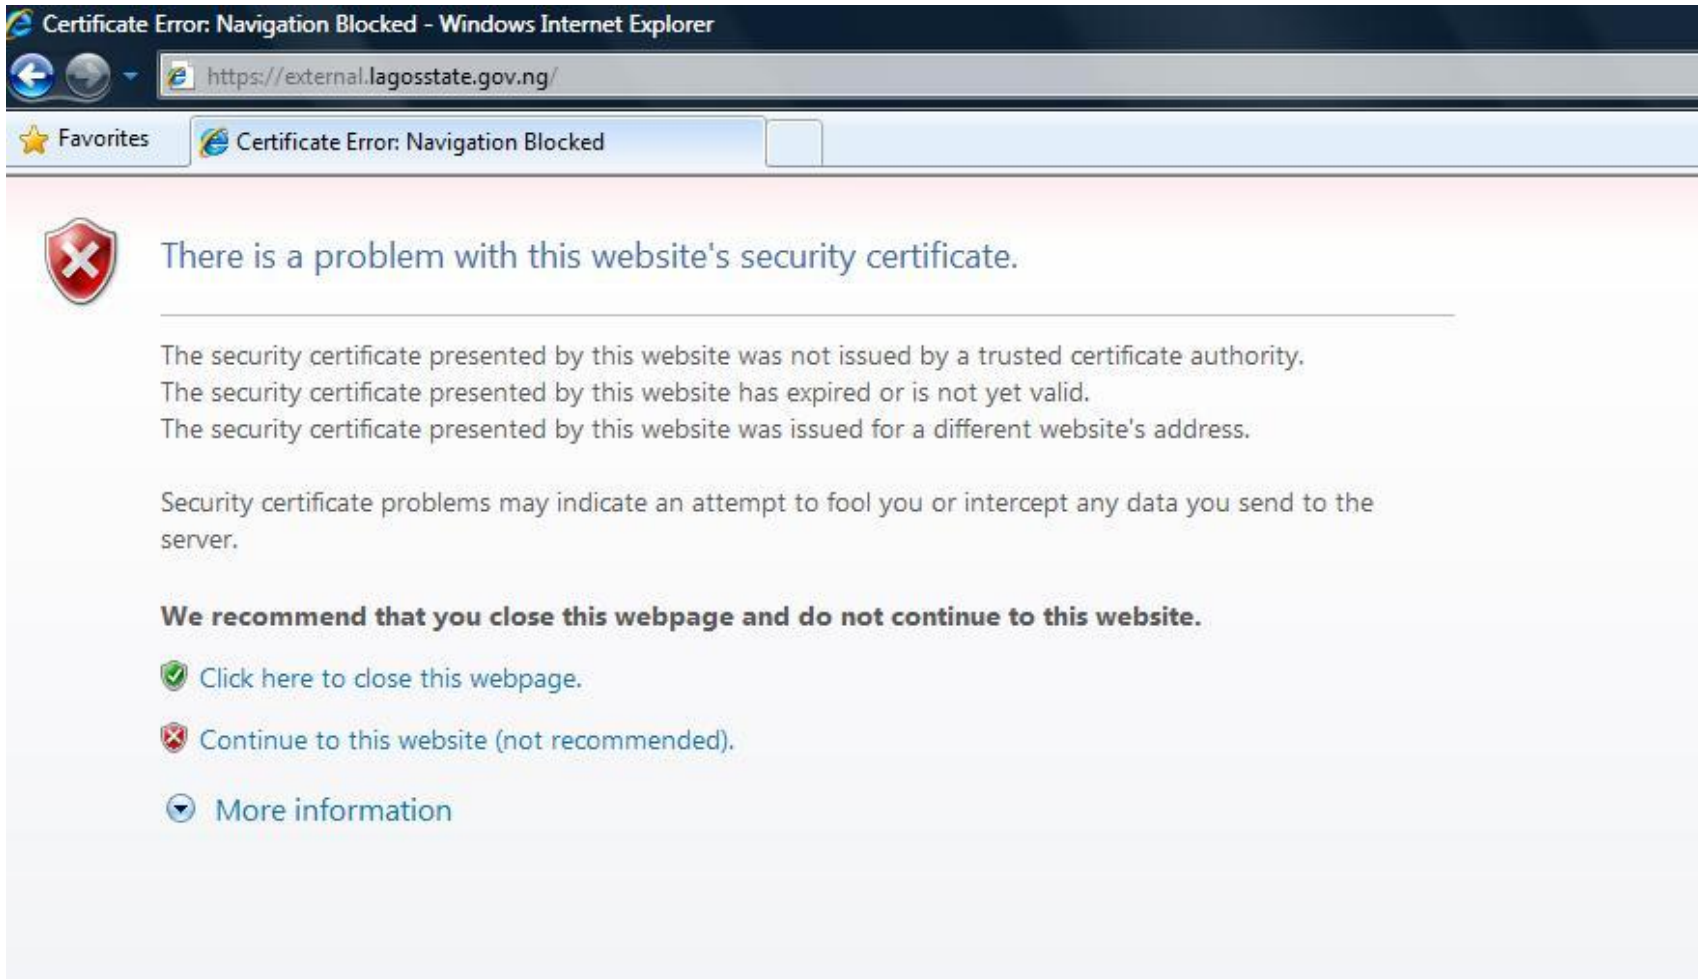 Certificate Error: Navigation Blocked - Windows Internet Explorer
https://external.lagosstate.gov.ng/
Favorites
Certificate Error: Navigation Blocked
There is a problem with this website's security certificate.
The security certificate presented by this website was not issued by a trusted certificate authority.
The security certificate presented by this website has expired or is not yet valid.
The security certificate presented by this website was issued for a different website's address.
Security certificate problems may indicate an attempt to fool you or intercept any data you send to the
server.
We recommend that you close this webpage and do not continue to this website.
Click here to close this webpage.
Continue to this website (not recommended).
More information